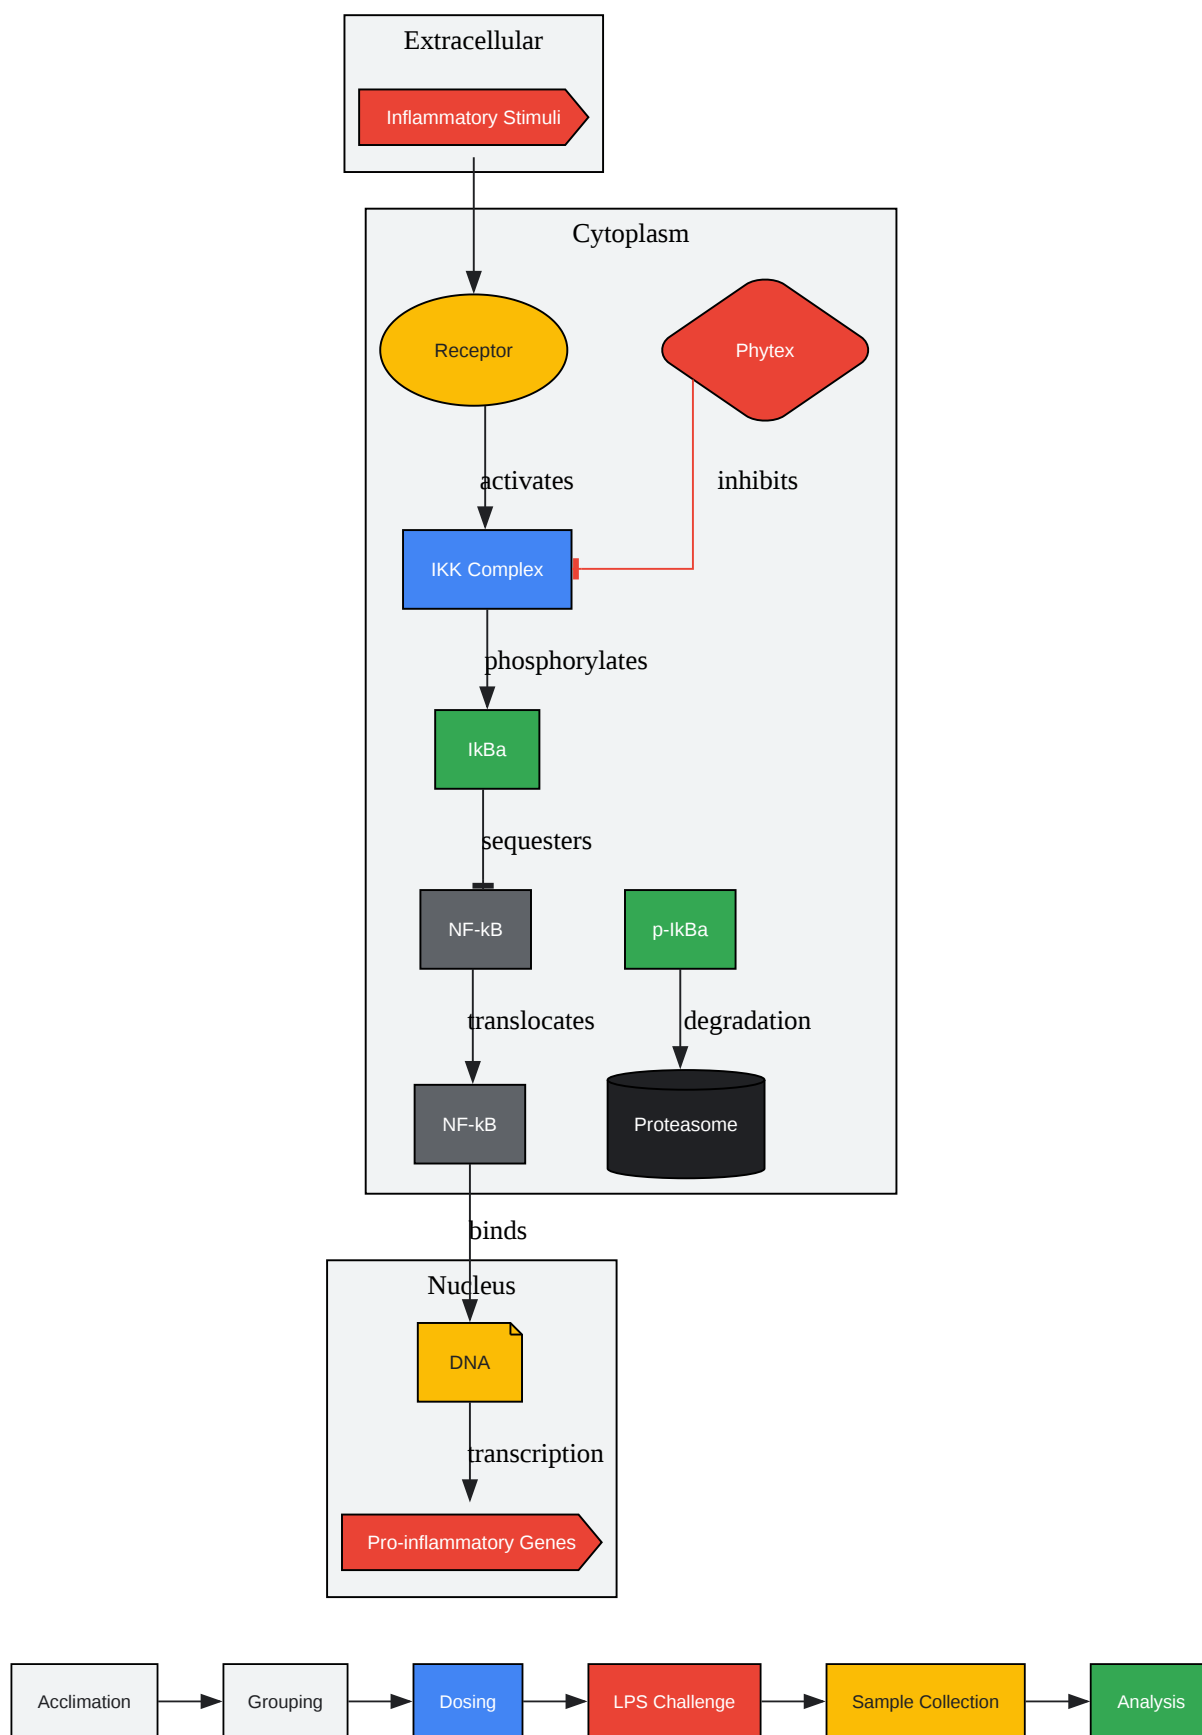 Extracellular
Inflammatory Stimuli
Cytoplasm
Receptor
Phytex
activates
inhibits
IKK Complex
phosphorylates
IkBa
sequesters
NF-kB
p-IkBa
translocates
degradation
NF-kB
Proteasome
binds
Nucleus
DNA
transcription
Pro-inflammatory Genes
Acclimation
Grouping
Dosing
LPS Challenge
Sample Collection
Analysis